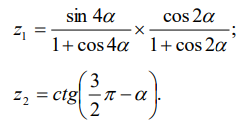 z₁ = sin 4α / (1 + cos 4α) × cos 2α / (1 + cos 2α);
z₂ = ctg(3/2 π − α).